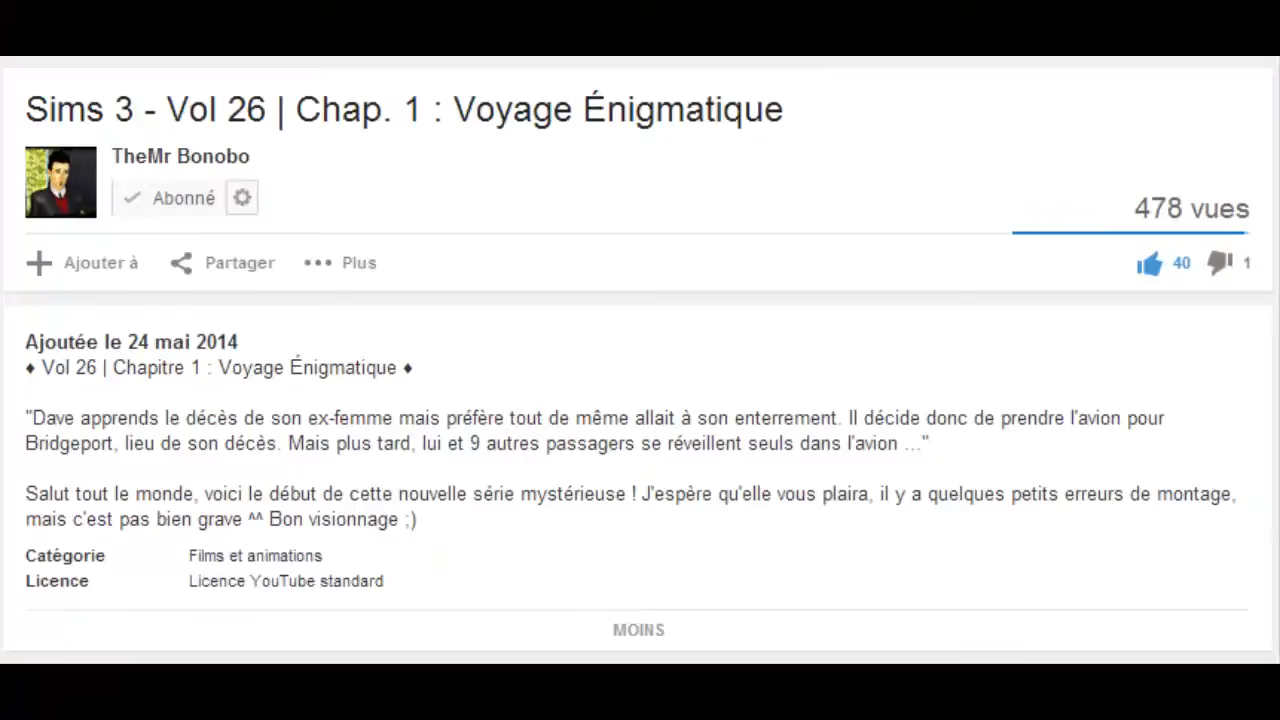 Sims 3 - Vol 26 | Chap. 1 : Voyage Énigmatique
TheMr Bonobo
Abonné
478 vues
Ajouter à
Partager
Plus
40
1
Ajoutée le 24 mai 2014
♦ Vol 26 | Chapitre 1 : Voyage Énigmatique ♦
"Dave apprends le décès de son ex-femme mais préfère tout de même allait à son enterrement. Il décide donc de prendre l'avion pour
Bridgeport, lieu de son décès. Mais plus tard, lui et 9 autres passagers se réveillent seuls dans l'avion ..."
Salut tout le monde, voici le début de cette nouvelle série mystérieuse ! J'espère qu'elle vous plaira, il y a quelques petits erreurs de montage,
mais c'est pas bien grave ^^ Bon visionnage ;)
Catégorie Films et animations
Licence Licence YouTube standard
MOINS